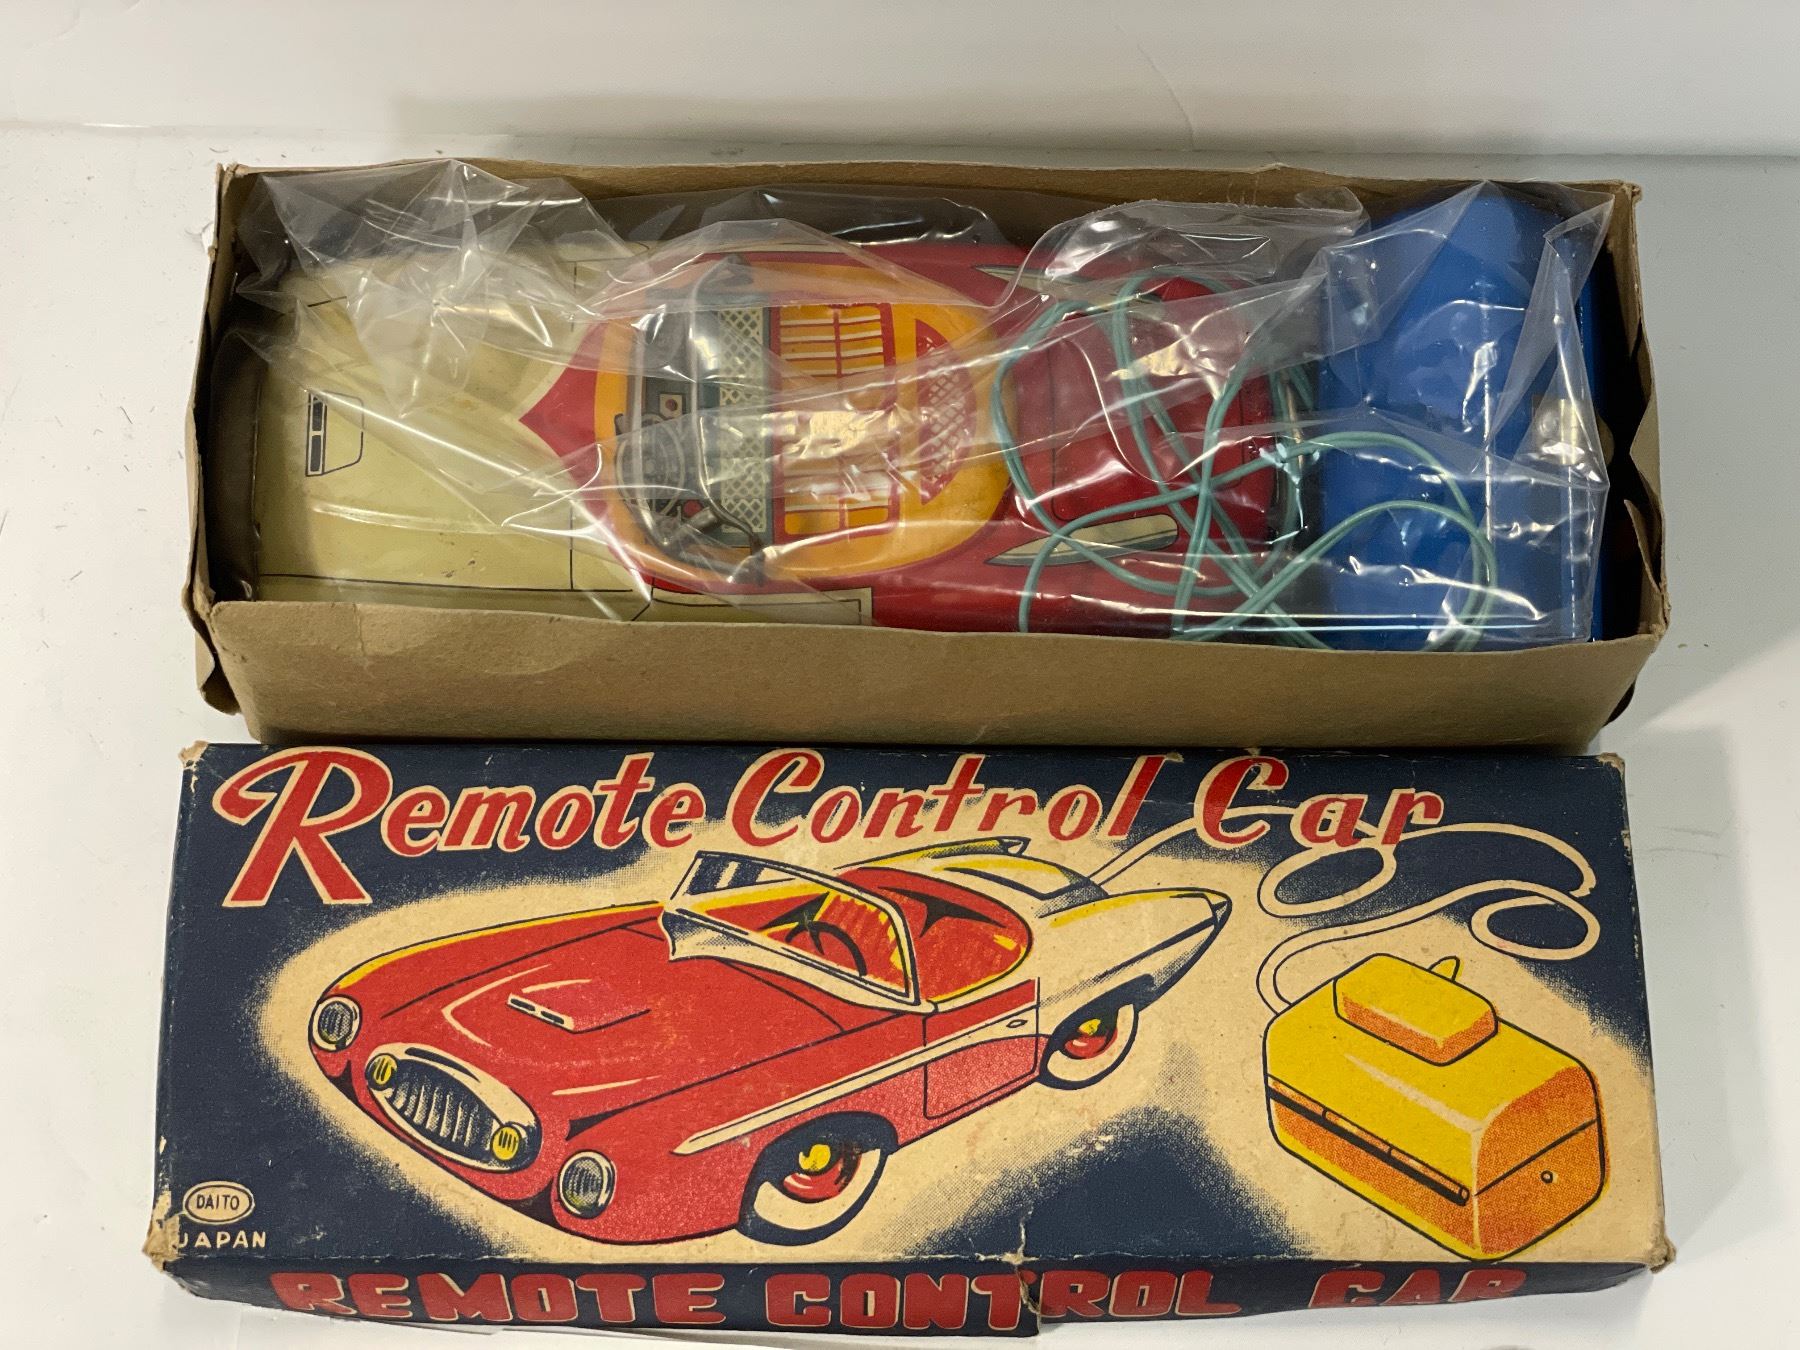 Remote Control Car
DAITO
JAPAN
REMOTE CONTROL CAR